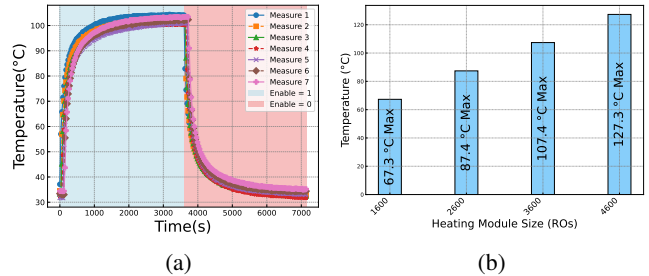 100
80
60
40
30
0
1000
2000
3000
4000
5000
6000
7000
Temperature(°C)
Time(s)
Measure 1
Measure 2
Measure 3
Measure 4
Measure 5
Measure 6
Measure 7
Enable = 1
Enable = 0
(a)
120
100
80
60
40
20
0
Temperature (°C)
67.3 °C Max
87.4 °C Max
107.4 °C Max
127.3 °C Max
1600
2600
3600
4600
Heating Module Size (ROs)
(b)